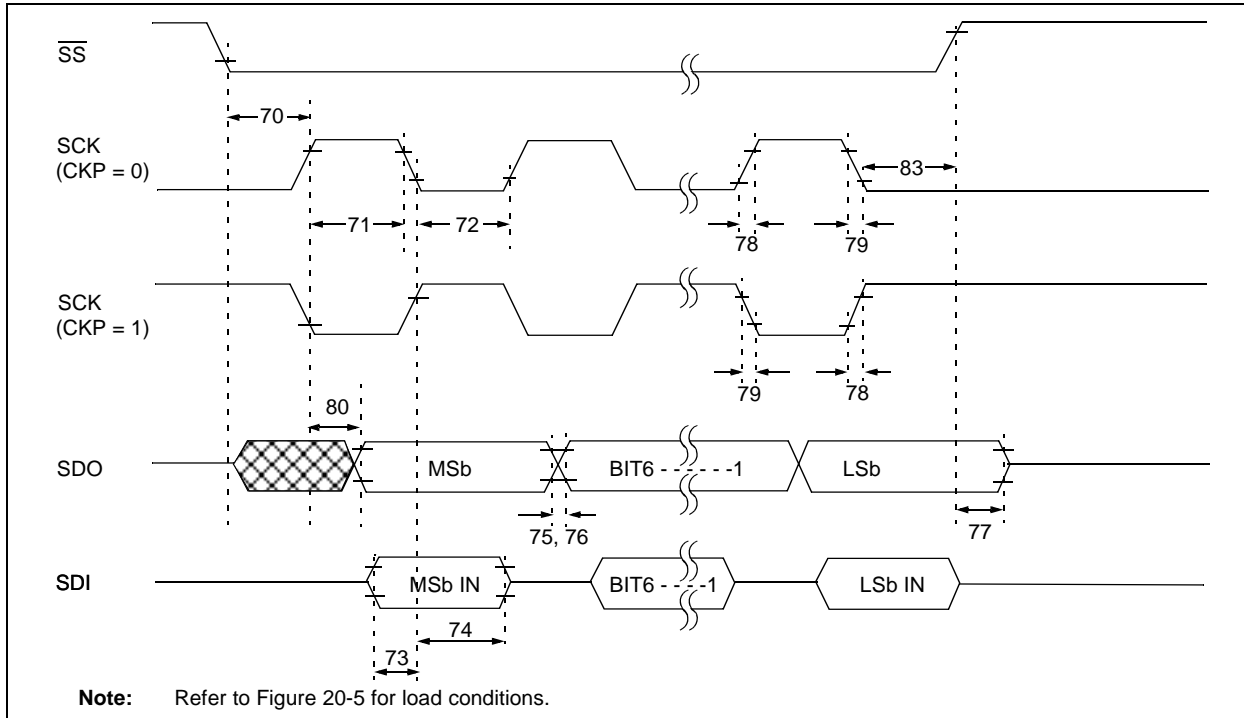 SS
70
SCK
(CKP = 0)
83
71
72
78
79
SCK
(CKP = 1)
79
78
80
SDO
MSb
BIT6 - - - - - -1
LSb
75, 76
77
SDI
MSb IN
BIT6 - - - - -1
LSb IN
74
73
Note: Refer to Figure 20-5 for load conditions.